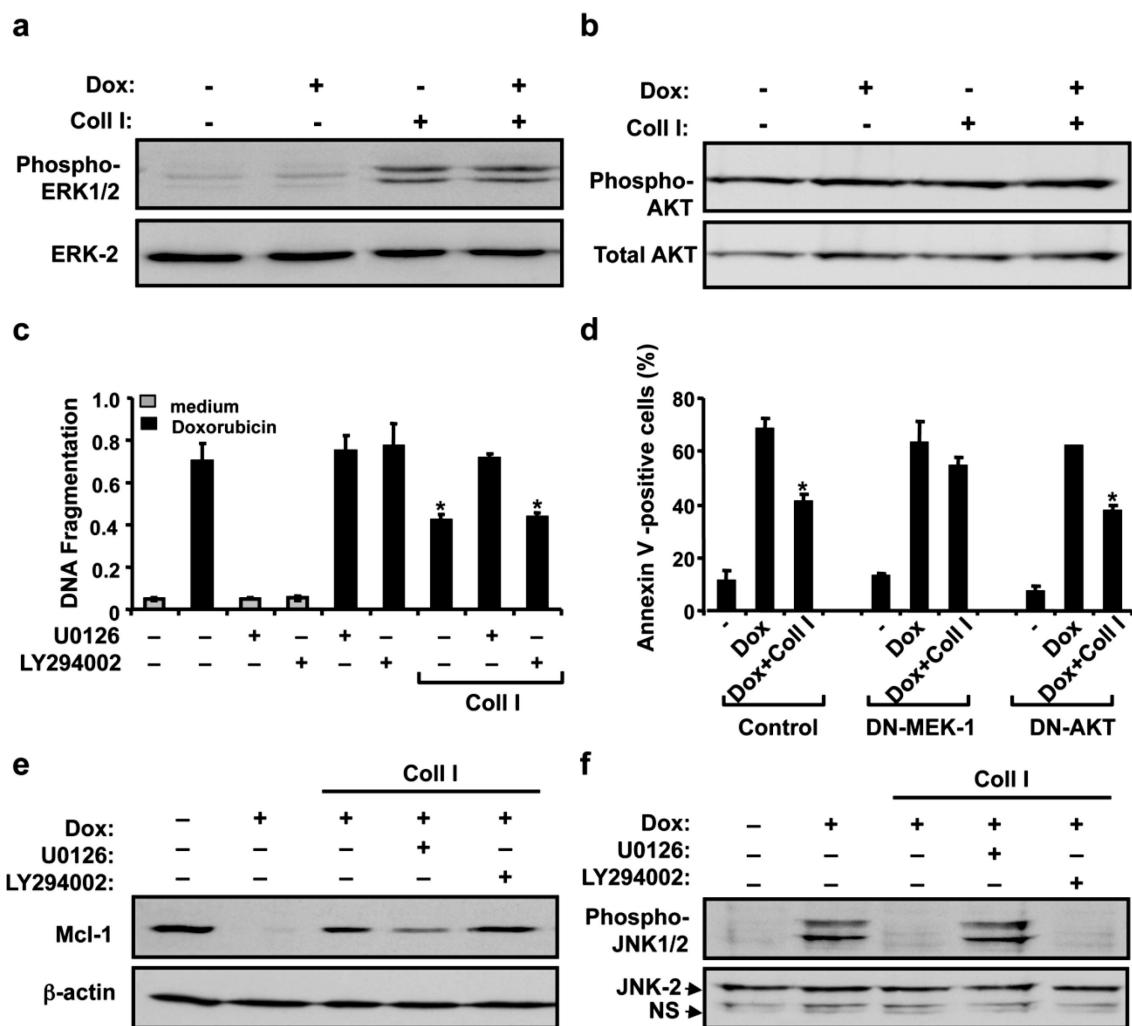 a
Dox: - + - +
Coll I: - - + +
Phospho-
ERK1/2
ERK-2
b
Dox: - + - +
Coll I: - - + +
Phospho-
AKT
Total AKT
c
DNA Fragmentation
1.0
0.8
0.6
0.4
0.2
0
medium
Doxorubicin
* *
U0126 – – + – + – – + –
LY294002 – – – + – + – – +
Coll I
d
Annexin V -positive cells (%)
80
60
40
20
0
* *
- Dox Dox+Coll I - Dox Dox+Coll I - Dox Dox+Coll I
Control DN-MEK-1 DN-AKT
e
Coll I
Dox: – + + + +
U0126: – – – + –
LY294002: – – – – +
Mcl-1
β-actin
f
Coll I
Dox: – + + + +
U0126: – – – + –
LY294002: – – – – +
Phospho-
JNK1/2
JNK-2
NS